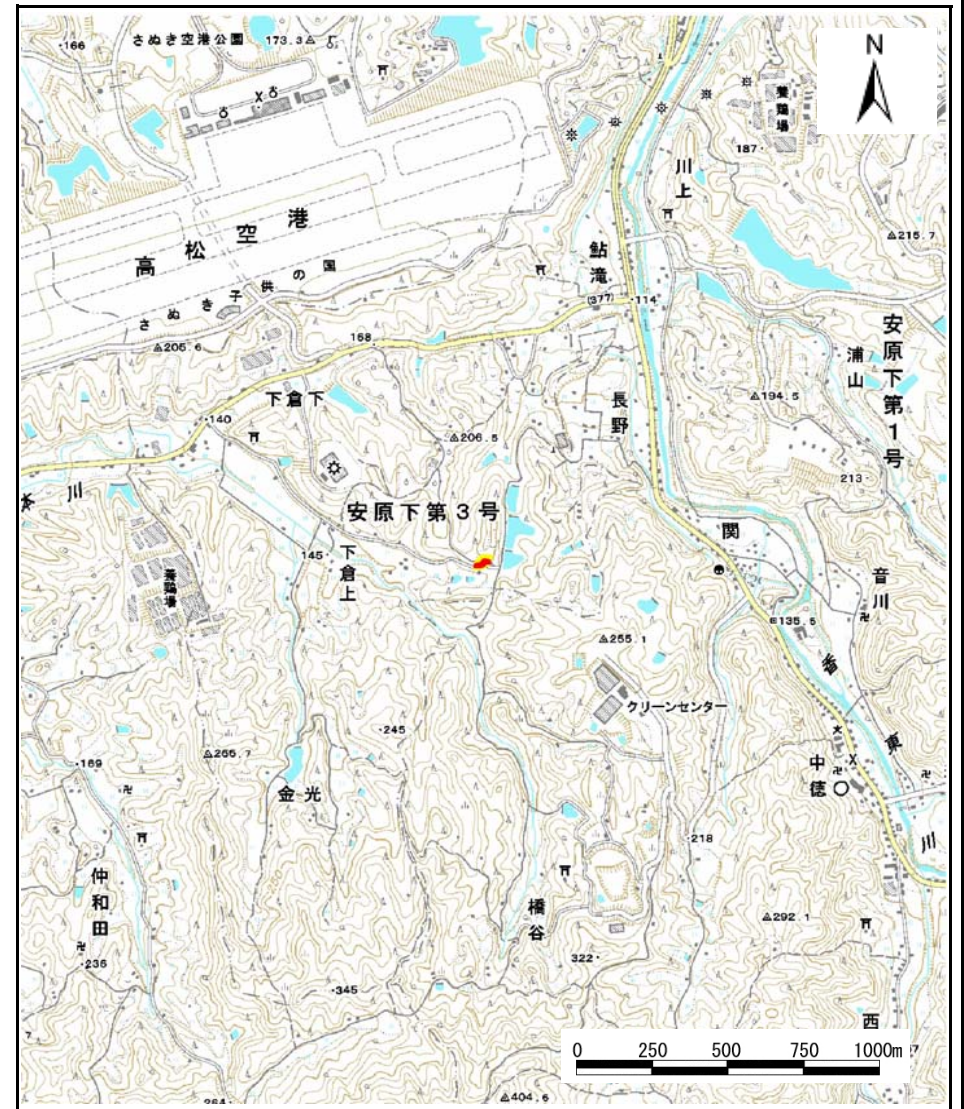 ・166
さぬき空港公園
173.3
N
養鶏場
187・
川上
215.7
高松空港
鮎滝
さぬき子供の国
(377)
・114
安原下第1号
浦山
205.6
168
下倉下
長野
194.5
・140
206.5
213・
川
安原下第3号
関
145・
下倉上
音川
養鶏場
135.5
255.1
香東川
クリーンセンター
・245
255.7
中徳
・169
金光
・218
仲和田
橋谷
292.1
・236
322・
・345
西
0 250 500 750 1000m
404.6
264